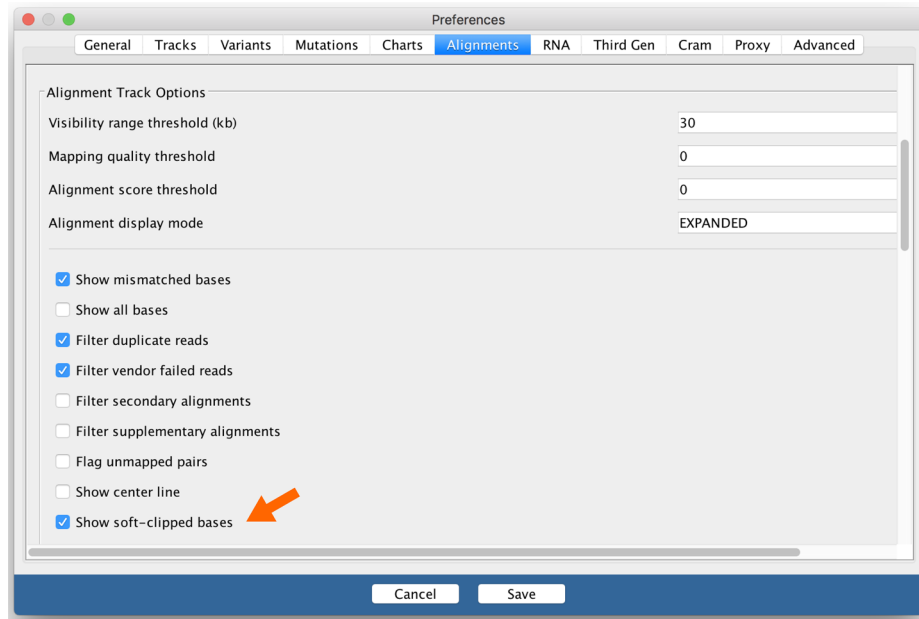 Preferences
General Tracks Variants Mutations Charts Alignments RNA Third Gen Cram Proxy Advanced
Alignment Track Options
Visibility range threshold (kb) 30
Mapping quality threshold 0
Alignment score threshold 0
Alignment display mode EXPANDED
Show mismatched bases
Show all bases
Filter duplicate reads
Filter vendor failed reads
Filter secondary alignments
Filter supplementary alignments
Flag unmapped pairs
Show center line
Show soft-clipped bases
Cancel Save